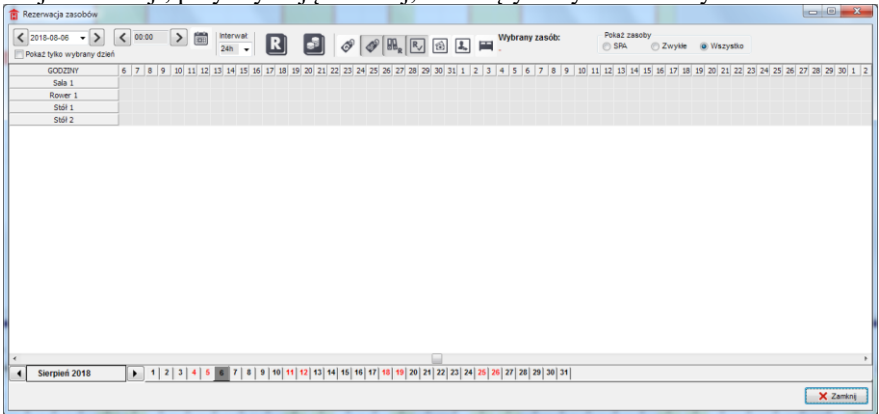 Rezerwacja zasobów
2018-08-06
00:00
Interwał:
24h
R
R
R
Wybrany zasób:
-
Pokaż zasoby
SPA Zwykłe Wszystko
Pokaż tylko wybrany dzień
GODZINY 6 7 8 9 10 11 12 13 14 15 16 17 18 19 20 21 22 23 24 25 26 27 28 29 30 31 1 2 3 4 5 6 7 8 9 10 11 12 13 14 15 16 17 18 19 20 21 22 23 24 25 26 27 28 29 30 1 2
Sala 1
Rower 1
Stół 1
Stół 2
Sierpień 2018 1 2 3 4 5 6 7 8 9 10 11 12 13 14 15 16 17 18 19 20 21 22 23 24 25 26 27 28 29 30 31
Zamknij